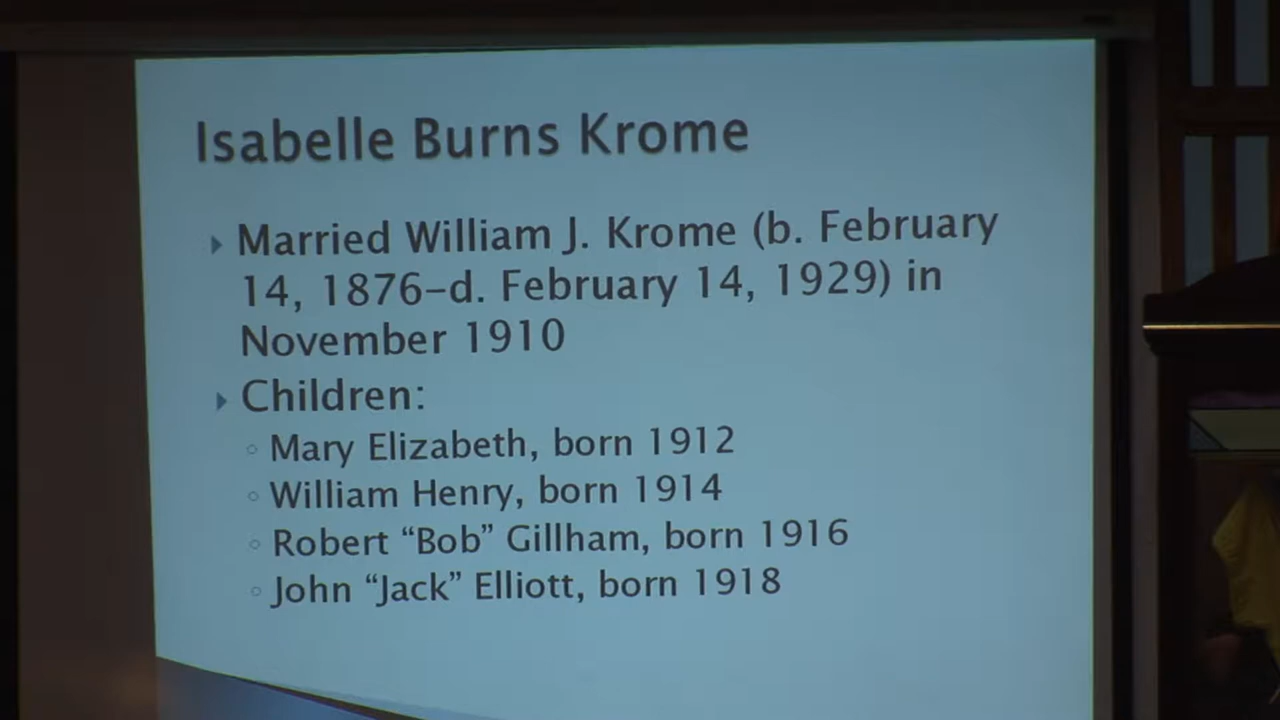 Isabelle Burns Krome
Married William J. Krome (b. February
14, 1876–d. February 14, 1929) in
November 1910
Children:
Mary Elizabeth, born 1912
William Henry, born 1914
Robert “Bob” Gillham, born 1916
John “Jack” Elliott, born 1918